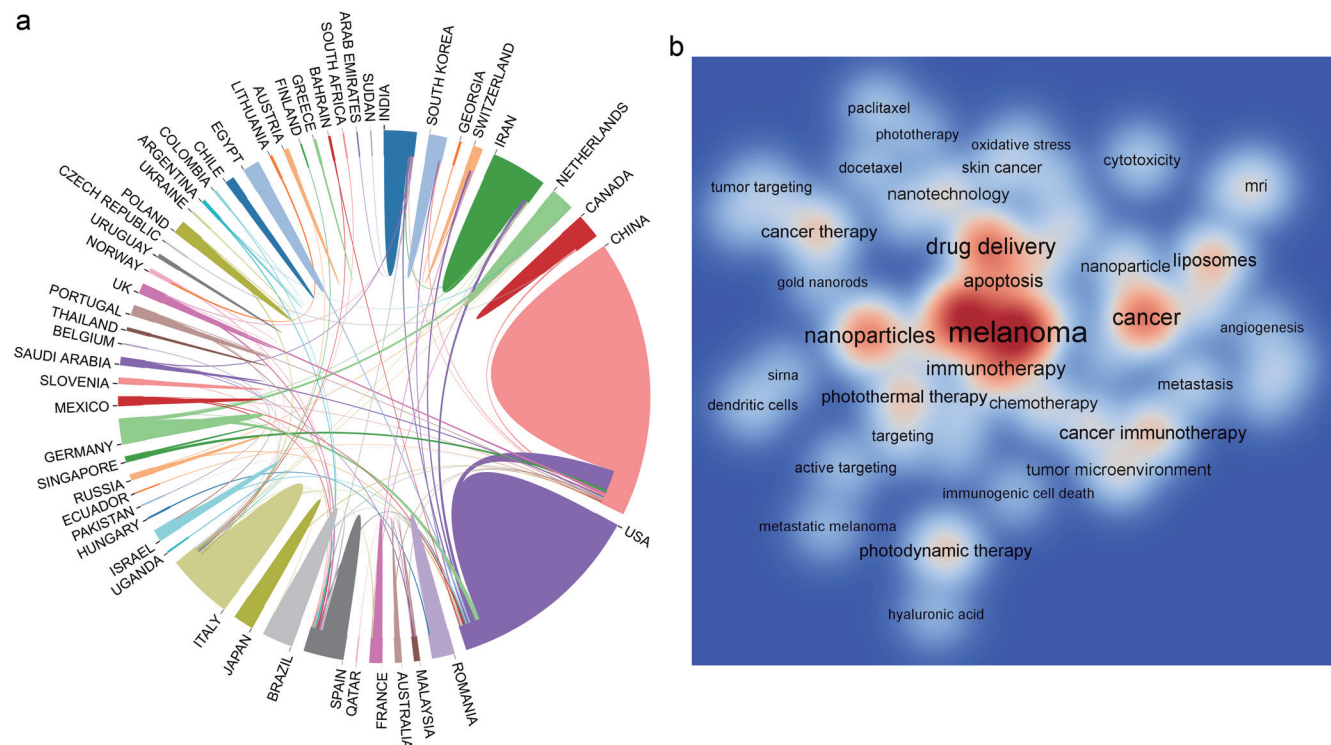 a
LITHUANIA
AUSTRIA
FINLAND
GREECE
BAHRAIN
SOUTH AFRICA
ARAB EMIRATES
SUDAN
INDIA
SOUTH KOREA
GEORGIA
SWITZERLAND
IRAN
NETHERLANDS
CANADA
CHINA
USA
ROMANIA
MALAYSIA
AUSTRALIA
FRANCE
QATAR
SPAIN
BRAZIL
JAPAN
ITALY
UGANDA
ISRAEL
HUNGARY
PAKISTAN
ECUADOR
RUSSIA
SINGAPORE
GERMANY
MEXICO
SLOVENIA
SAUDI ARABIA
BELGIUM
THAILAND
PORTUGAL
UK
NORWAY
URUGUAY
CZECH REPUBLIC
POLAND
UKRAINE
ARGENTINA
COLOMBIA
CHILE
EGYPT
b
paclitaxel
phototherapy
oxidative stress
docetaxel
skin cancer
cytotoxicity
tumor targeting
nanotechnology
mri
cancer therapy
drug delivery
gold nanorods
apoptosis
nanoparticle
liposomes
nanoparticles
melanoma
cancer
angiogenesis
sirna
immunotherapy
metastasis
dendritic cells
photothermal therapy
chemotherapy
targeting
cancer immunotherapy
active targeting
tumor microenvironment
immunogenic cell death
metastatic melanoma
photodynamic therapy
hyaluronic acid